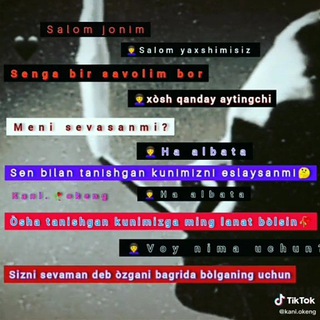 Salom jonim
🧕Salom yaxshimisiz
Senga bir savolim bor
🧕xòsh qanday aytingchi
Meni sevasanmi?
🧕Ha albata
Sen bilan tanishgan kunimizni eslaysanmi🤔
Kani. okeng
🧕Ha albata
Òsha tanishgan kunimizga ming lanat bòlsin
🧕Voy nima uchun?
Sizni sevaman deb òzgani bagrida bòlganing uchun
TikTok
@kani.okeng